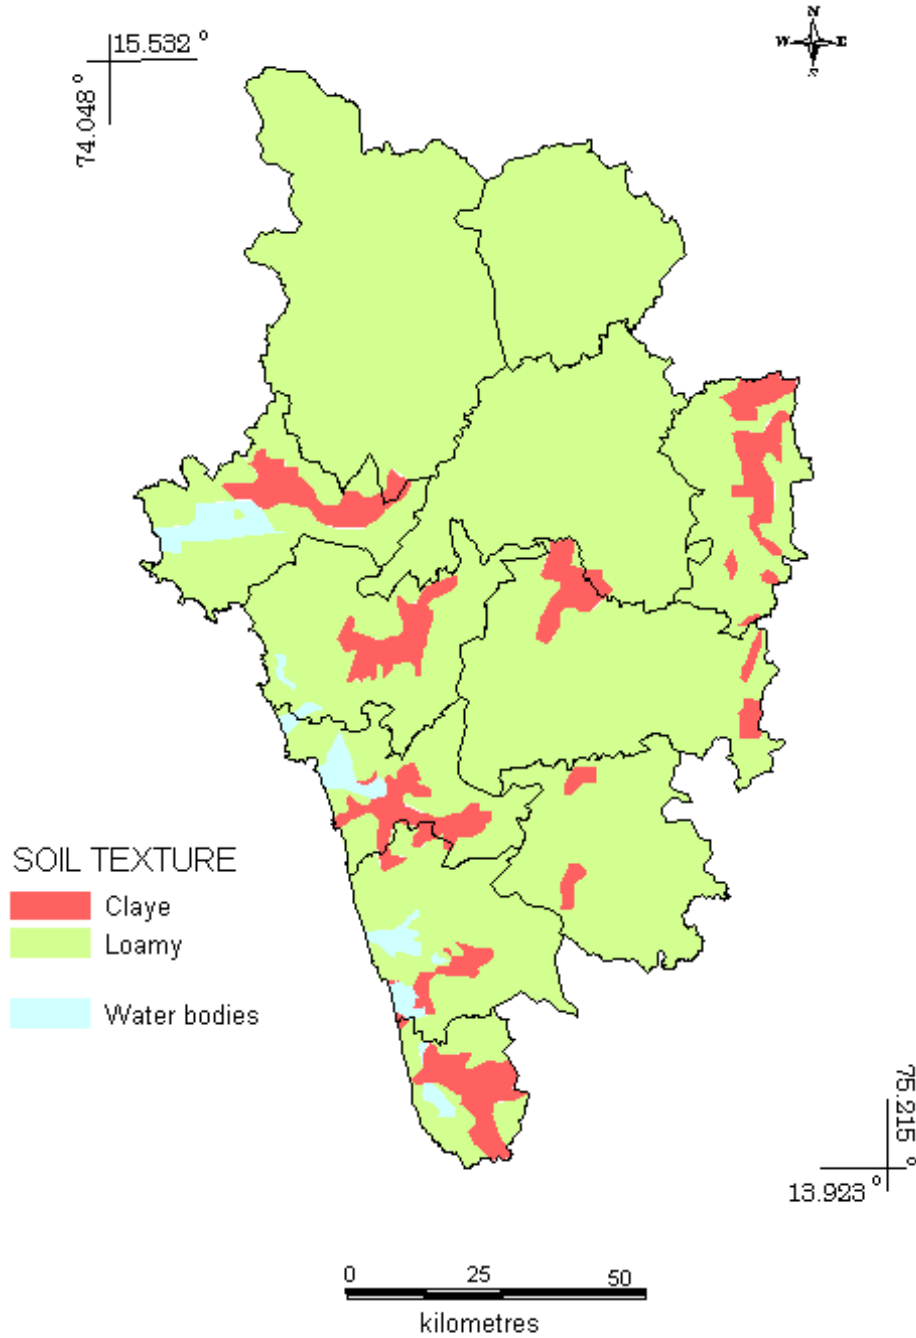 N
15.532 °
W E
s
74.048 °
SOIL TEXTURE
Claye
Loamy
Water bodies
75.215 °
13.923 °
0 25 50
kilometres